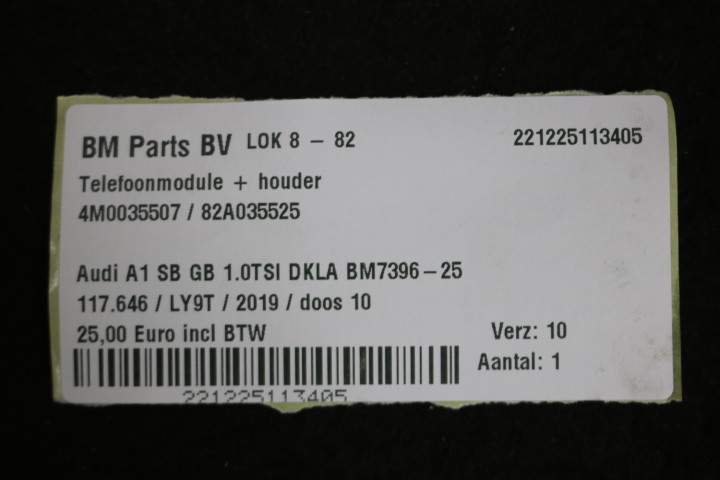 BM Parts BV LOK 8 - 82 221225113405
Telefoonmodule + houder
4M0035507 / 82A035525
Audi A1 SB GB 1.0TSI DKLA BM7396-25
117.646 / LY9T / 2019 / doos 10
25,00 Euro incl BTW Verz: 10
Aantal: 1
221225113405